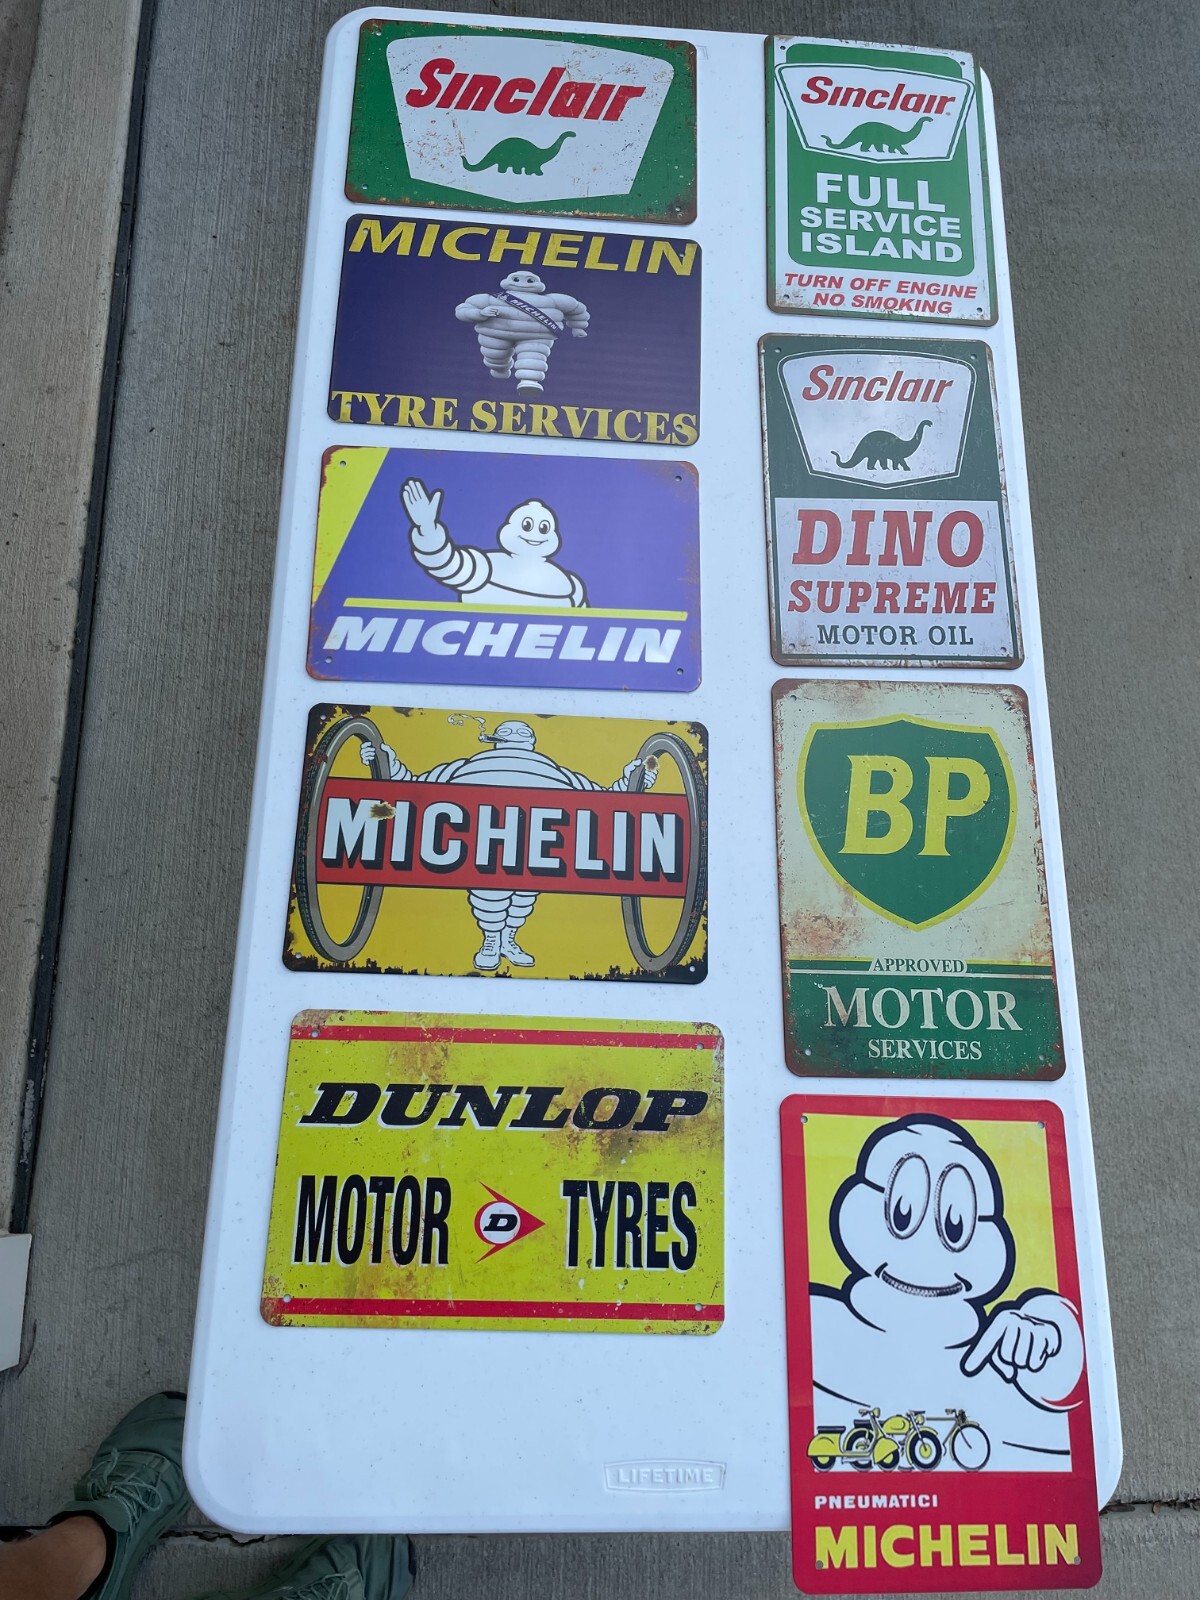 Sinclair
MICHELIN
MICHELIN
TYRE SERVICES
MICHELIN
MICHELIN
DUNLOP
MOTOR D TYRES
Sinclair
FULL
SERVICE
ISLAND
TURN OFF ENGINE
NO SMOKING
Sinclair
DINO
SUPREME
MOTOR OIL
BP
APPROVED
MOTOR
SERVICES
PNEUMATICI
MICHELIN
LIFETIME